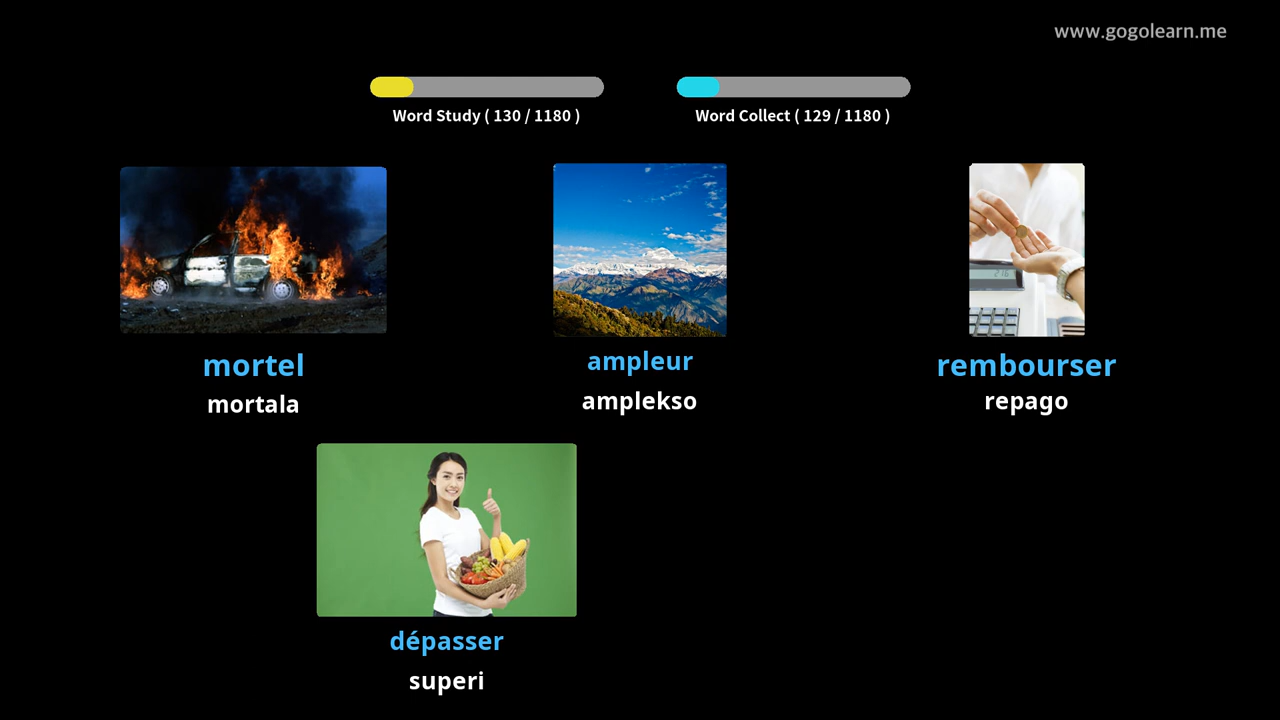 www.gogolearn.me
Word Study ( 130 / 1180 )
Word Collect ( 129 / 1180 )
mortel
mortala
ampleur
amplekso
rembourser
repago
dépasser
superi